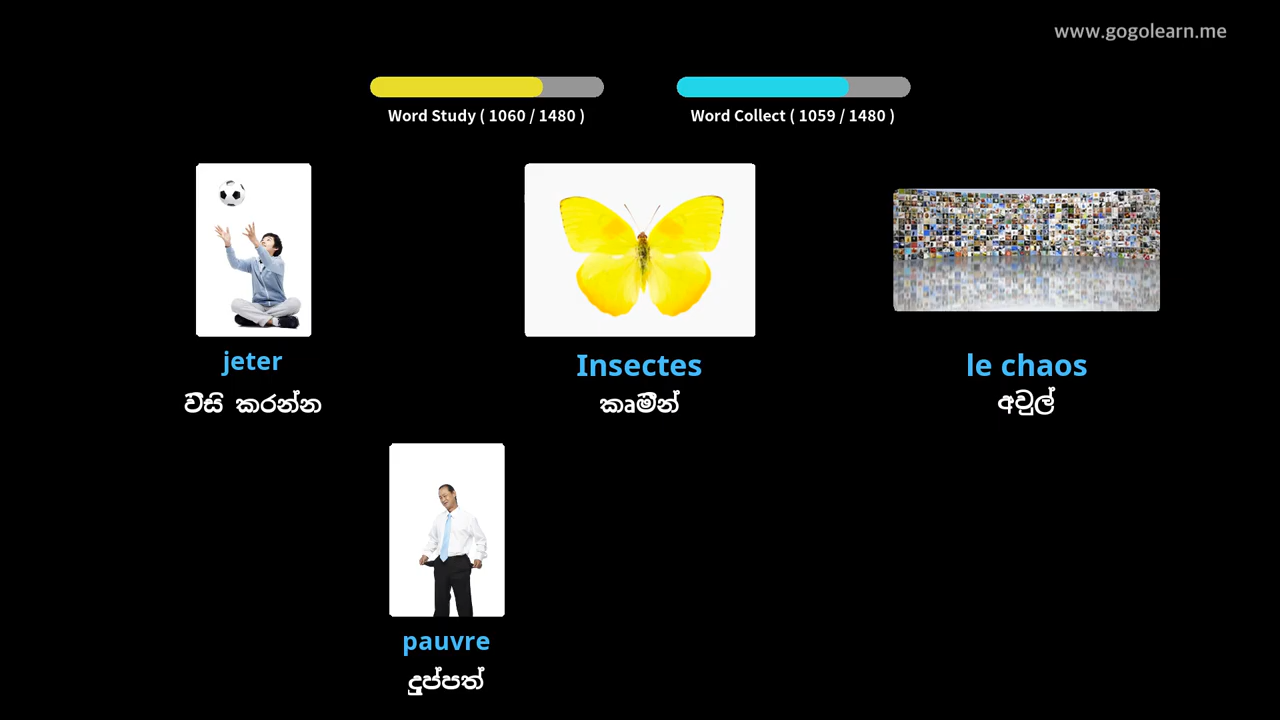 www.gogolearn.me
Word Study ( 1060 / 1480 )
Word Collect ( 1059 / 1480 )
jeter
වීසි කරන්න
Insectes
කෘමීන්
le chaos
අවුල්
pauvre
දුප්පත්